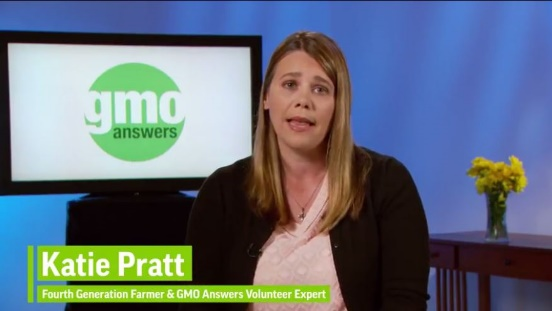 gmo
answers
Katie Pratt
Fourth Generation Farmer & GMO Answers Volunteer Expert